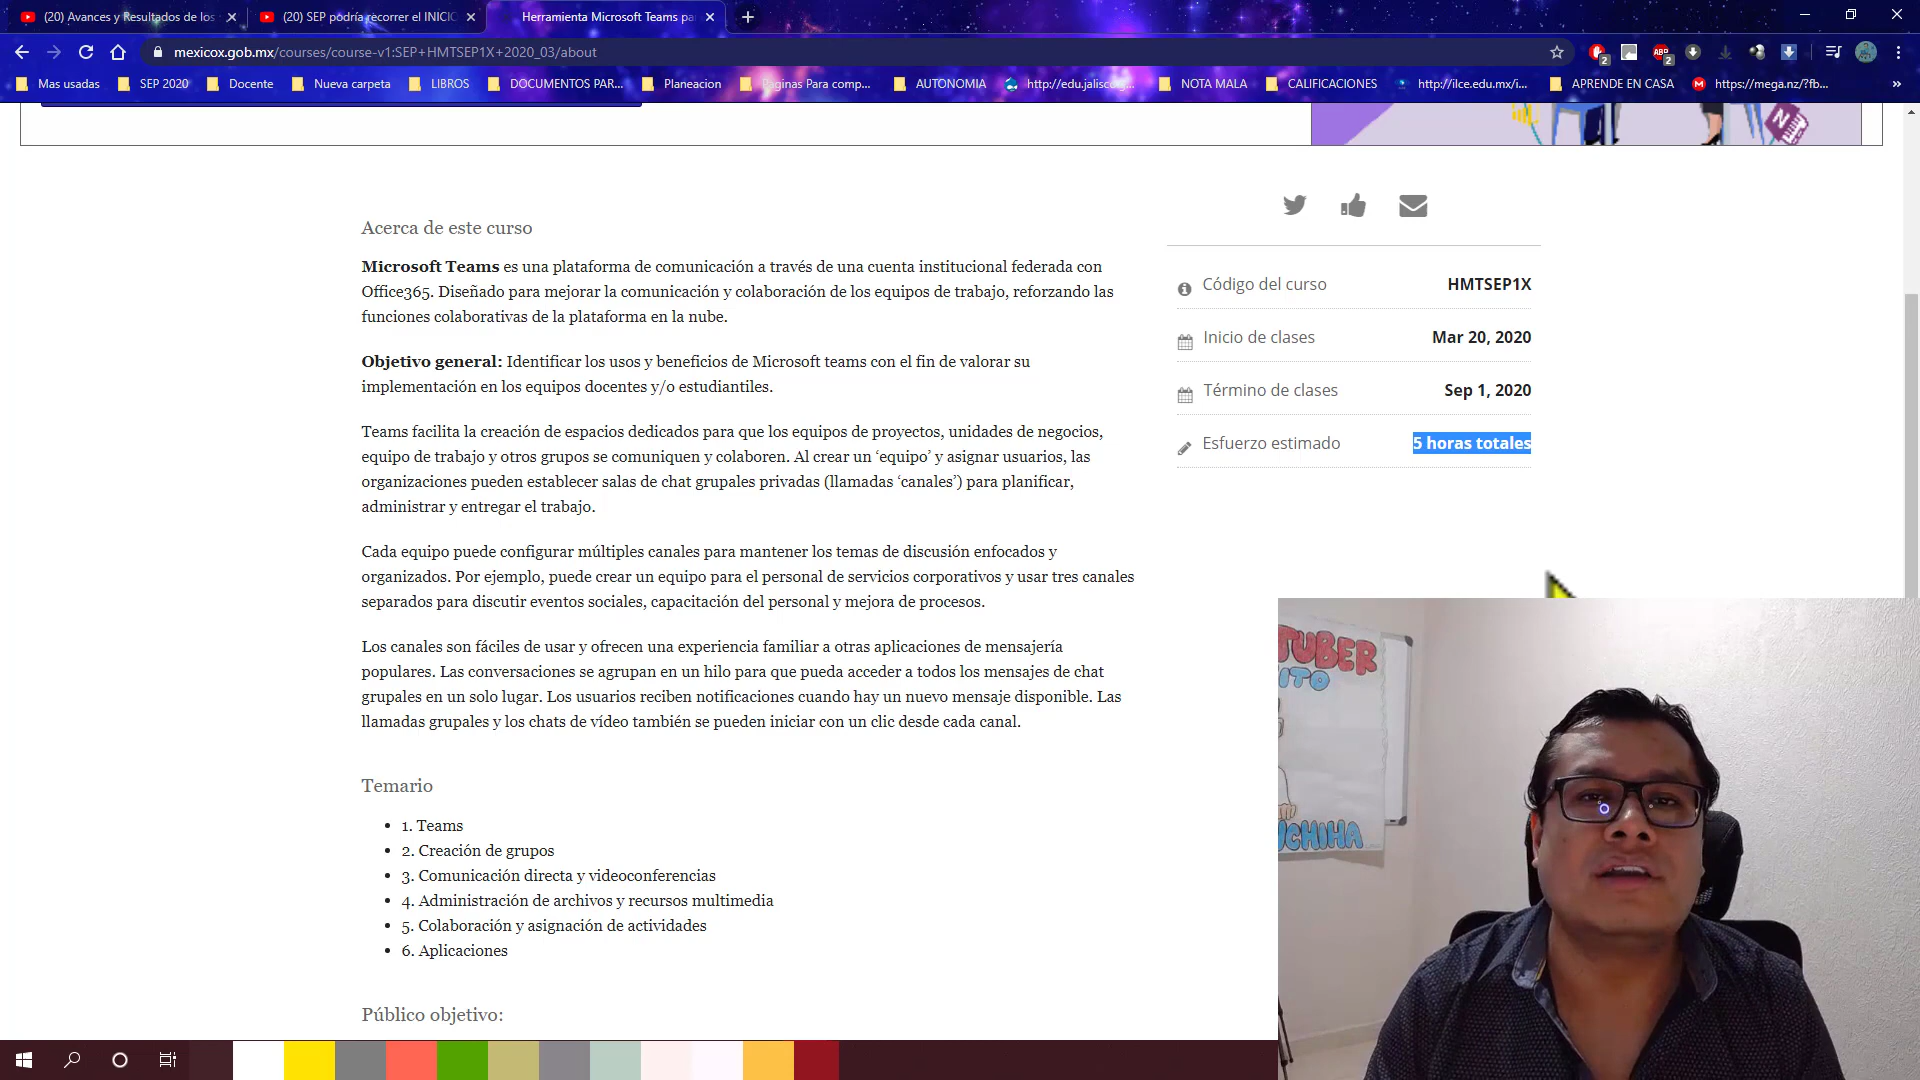 (20) Avances y Resultados de los
(20) SEP podría recorrer el INICIO
Herramienta Microsoft Teams pa
mexicox.gob.mx/courses/course-v1:SEP+HMTSEP1X+2020_03/about
Mas usadas
SEP 2020
Docente
Nueva carpeta
LIBROS
DOCUMENTOS PAR...
Planeacion
Paginas Para comp...
AUTONOMIA
http://edu.jalisco.g...
NOTA MALA
CALIFICACIONES
http://ilce.edu.mx/i...
APRENDE EN CASA
https://mega.nz/?fb...
Acerca de este curso
Microsoft Teams es una plataforma de comunicación a través de una cuenta institucional federada con
Office365. Diseñado para mejorar la comunicación y colaboración de los equipos de trabajo, reforzando las
funciones colaborativas de la plataforma en la nube.
Objetivo general: Identificar los usos y beneficios de Microsoft teams con el fin de valorar su
implementación en los equipos docentes y/o estudiantiles.
Teams facilita la creación de espacios dedicados para que los equipos de proyectos, unidades de negocios,
equipo de trabajo y otros grupos se comuniquen y colaboren. Al crear un ‘equipo’ y asignar usuarios, las
organizaciones pueden establecer salas de chat grupales privadas (llamadas ‘canales’) para planificar,
administrar y entregar el trabajo.
Cada equipo puede configurar múltiples canales para mantener los temas de discusión enfocados y
organizados. Por ejemplo, puede crear un equipo para el personal de servicios corporativos y usar tres canales
separados para discutir eventos sociales, capacitación del personal y mejora de procesos.
Los canales son fáciles de usar y ofrecen una experiencia familiar a otras aplicaciones de mensajería
populares. Las conversaciones se agrupan en un hilo para que pueda acceder a todos los mensajes de chat
grupales en un solo lugar. Los usuarios reciben notificaciones cuando hay un nuevo mensaje disponible. Las
llamadas grupales y los chats de vídeo también se pueden iniciar con un clic desde cada canal.
Temario
1. Teams
2. Creación de grupos
3. Comunicación directa y videoconferencias
4. Administración de archivos y recursos multimedia
5. Colaboración y asignación de actividades
6. Aplicaciones
Público objetivo:
Código del curso HMTSEP1X
Inicio de clases Mar 20, 2020
Término de clases Sep 1, 2020
Esfuerzo estimado 5 horas totales
N
TUBER
ITO
UCHIHA